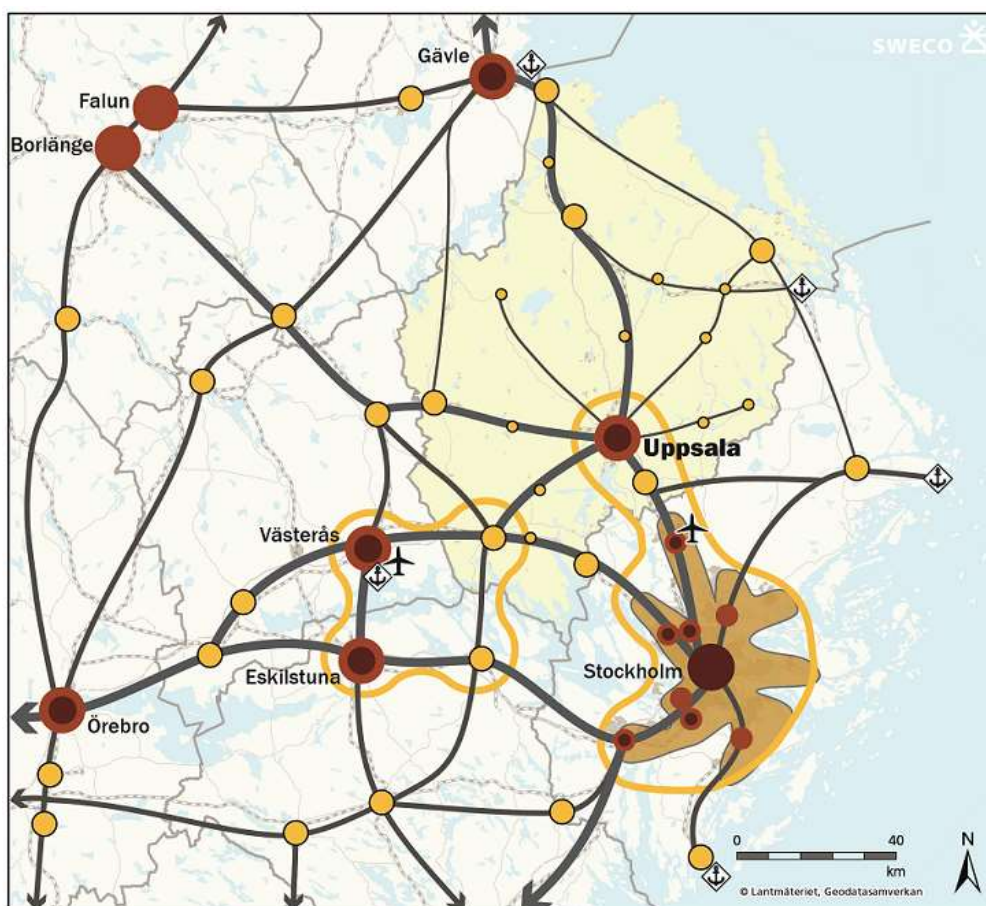 SWECO
Gävle
Falun
Borlänge
Uppsala
Västerås
Stockholm
Eskilstuna
Örebro
0 40
km
N
© Lantmäteriet, Geodatasamverkan